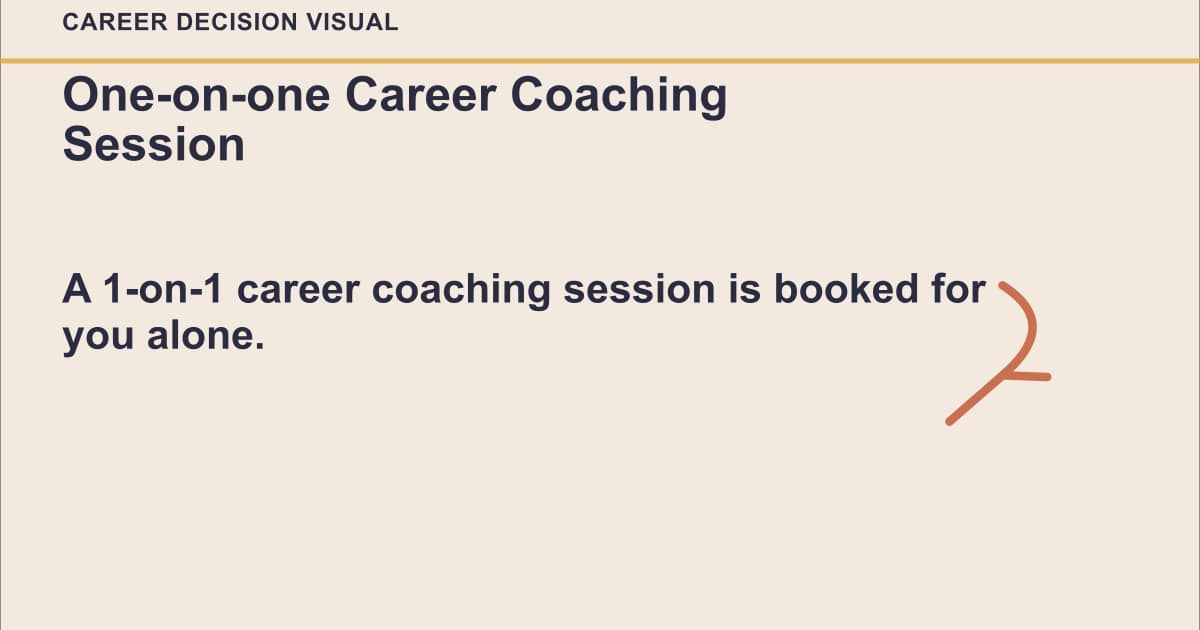 CAREER DECISION VISUAL
One-on-one Career Coaching
Session
A 1-on-1 career coaching session is booked for
you alone.